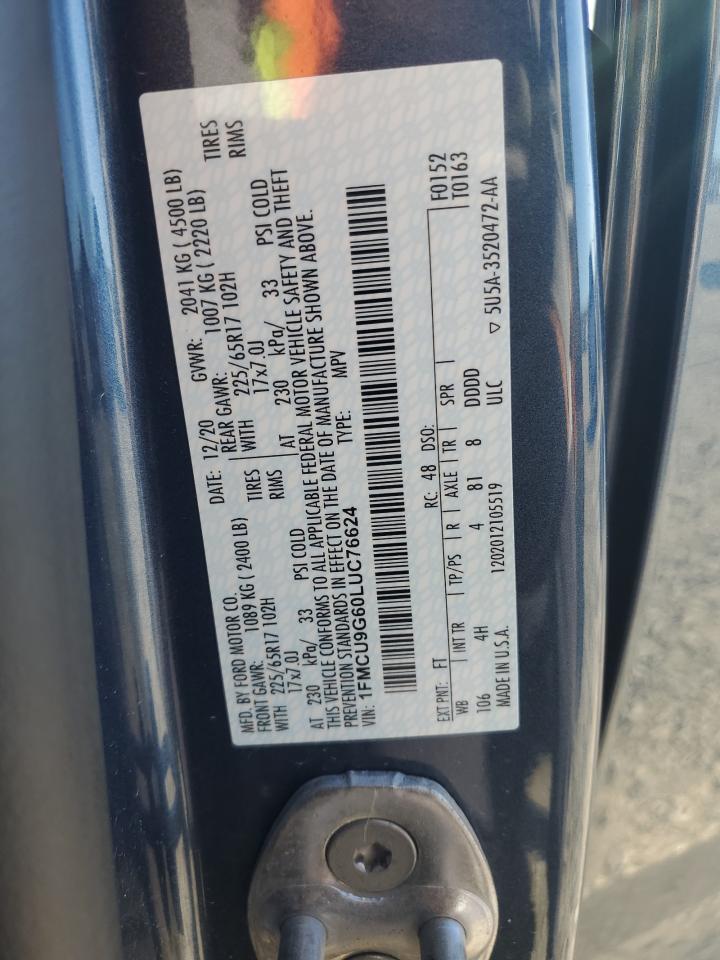 MFD. BY FORD MOTOR CO. DATE: 12/20 GVWR: 2041 KG ( 4500 LB)
FRONT GAWR: 1089 KG ( 2400 LB) REAR GAWR: 1007 KG ( 2220 LB)
WITH 225/65R17 102H TIRES WITH 225/65R17 102H TIRES
17x7.0J RIMS 17x7.0J RIMS
AT 230 kPa/ 33 PSI COLD AT 230 kPa/ 33 PSI COLD
THIS VEHICLE CONFORMS TO ALL APPLICABLE FEDERAL MOTOR VEHICLE SAFETY AND THEFT
PREVENTION STANDARDS IN EFFECT ON THE DATE OF MANUFACTURE SHOWN ABOVE.
VIN: 1FMCU9G60LUC76624 TYPE: MPV
F0152
EXT PNT: FT RC: 48 DSO: T0163
WB INT TR TP/PS R AXLE TR SPR
106 4H 4 81 8 DDDD
MADE IN U.S.A. 1202012105519 ULC ▽ 5U5A-3520472-AA